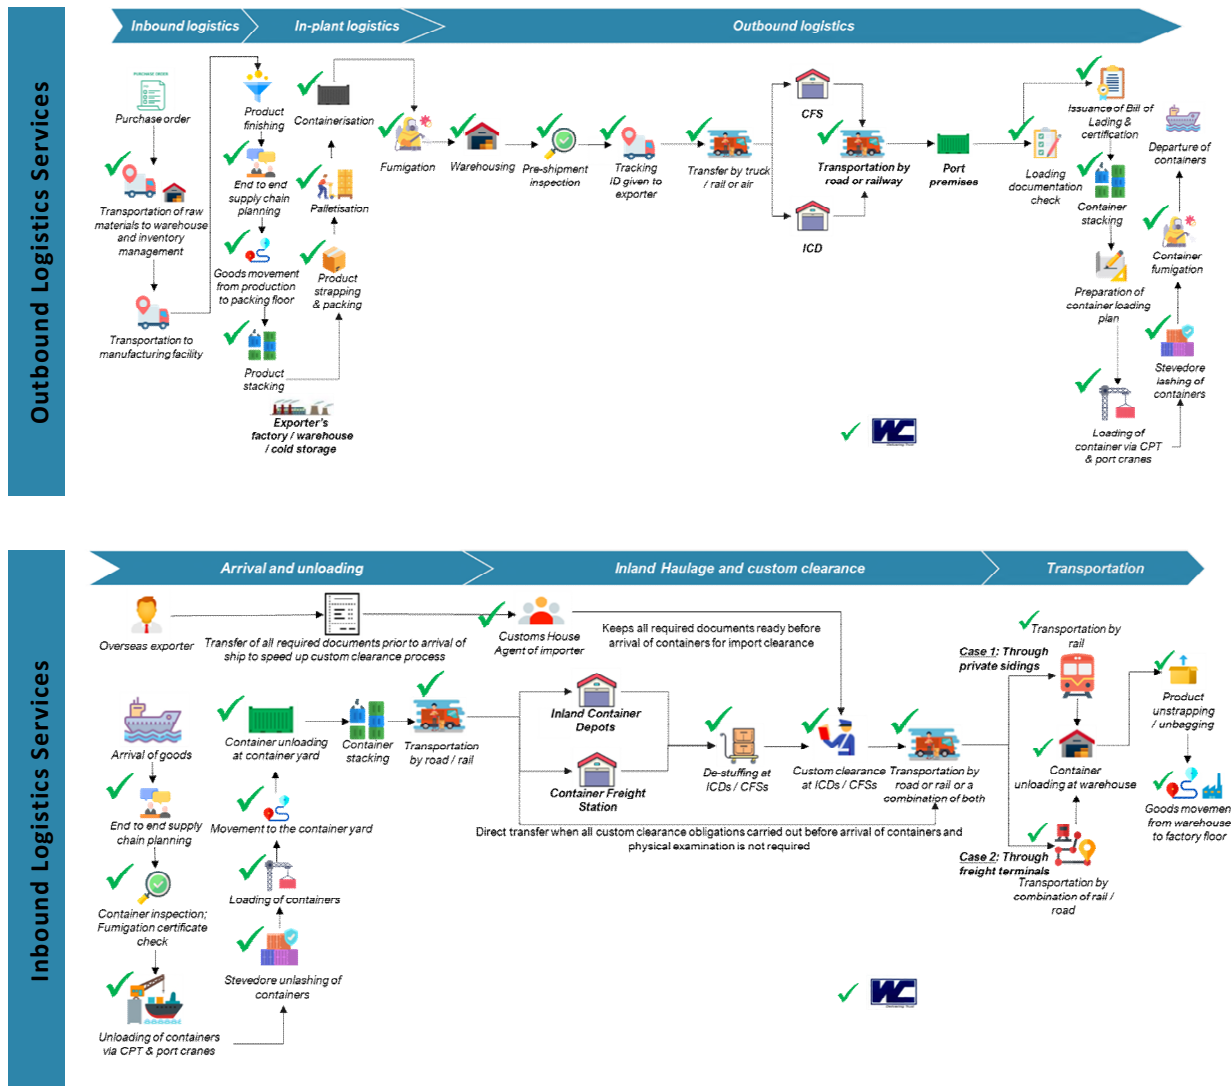 Outbound Logistics Services
Inbound logistics
In-plant logistics
Outbound logistics
PURCHASE ORDER
Purchase order
Transportation of raw
materials to warehouse
and inventory
management
Transportation to
manufacturing facility
Product
finishing
End to end
supply chain
planning
Goods movement
from production
to packing floor
Product
stacking
Exporter's
factory / warehouse
/ cold storage
Containerisation
Palletisation
Product
strapping
& packing
Fumigation
Warehousing
Pre-shipment
inspection
Tracking
ID given to
exporter
Transfer by truck
/ rail or air
CFS
ICD
Transportation by
road or railway
Port
premises
Loading
documentation
check
Issuance of Bill of
Lading &
certification
Container
stacking
Preparation of
container loading
plan
Loading of
container via CPT
& port cranes
Departure of
containers
Container
fumigation
Stevedore
lashing of
containers
WC
Inbound Logistics Services
Arrival and unloading
Inland Haulage and custom clearance
Transportation
Overseas exporter
Transfer of all required documents prior to arrival of
ship to speed up custom clearance process
Customs House
Agent of importer
Keeps all required documents ready before
arrival of containers for import clearance
Arrival of goods
End to end supply
chain planning
Container inspection;
Fumigation certificate
check
Unloading of containers
via CPT & port cranes
Container unloading
at container yard
Movement to the container yard
Loading of containers
Stevedore unlashing of
containers
Container
stacking
Transportation
by road / rail
Inland Container
Depots
Container Freight
Station
De-stuffing at
ICDs / CFSs
Custom clearance
at ICDs / CFSs
Transportation by
road or rail or a
combination of both
Direct transfer when all custom clearance obligations carried out before arrival of containers and
physical examination is not required
Transportation by
rail
Case 1: Through
private sidings
Container
unloading at warehouse
Case 2: Through
freight terminals
Transportation by
combination of rail /
road
Product
unstrapping
/ unbagging
Goods movement
from warehouse
to factory floor
WC